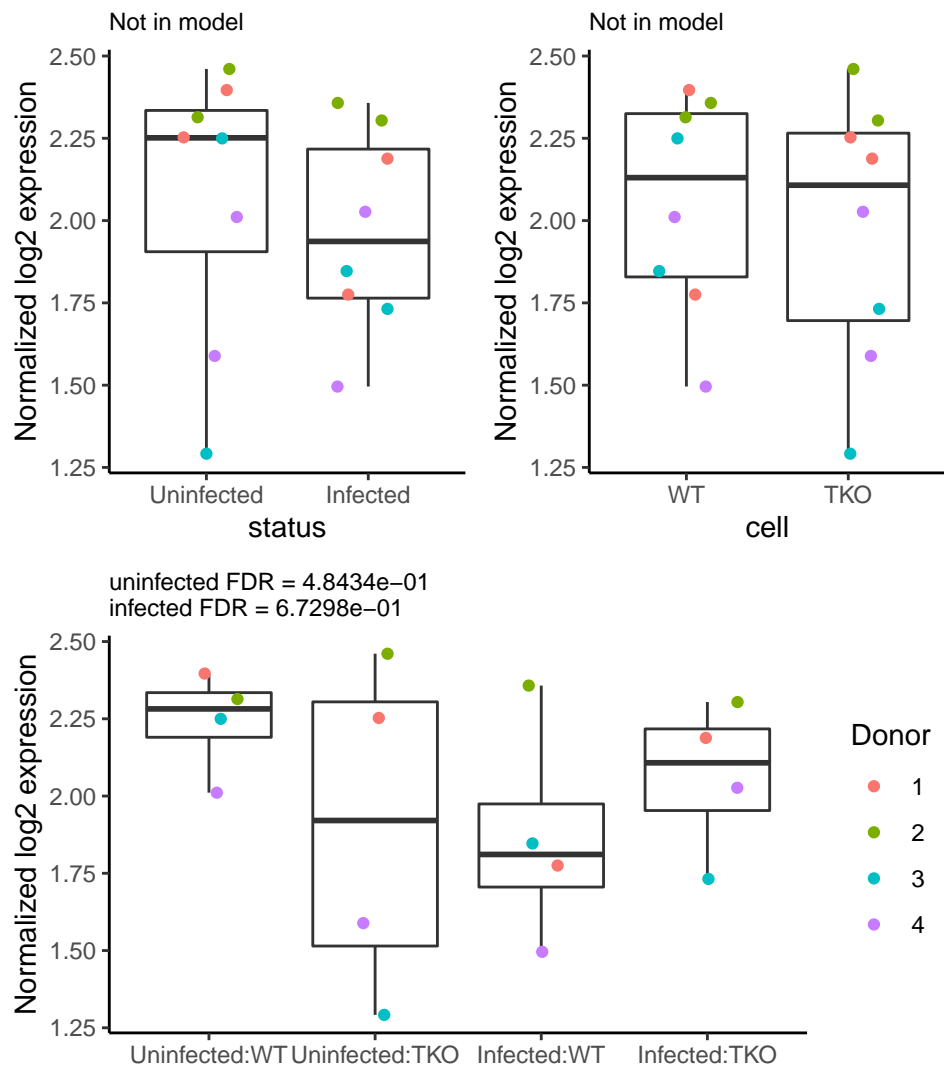 Not in model
Normalized log2 expression
2.50
2.25
2.00
1.75
1.50
1.25
Uninfected Infected
status
Not in model
Normalized log2 expression
2.50
2.25
2.00
1.75
1.50
1.25
WT TKO
cell
uninfected FDR = 4.8434e−01
infected FDR = 6.7298e−01
Normalized log2 expression
2.50
2.25
2.00
1.75
1.50
1.25
Uninfected:WT Uninfected:TKO Infected:WT Infected:TKO
Donor
1
2
3
4